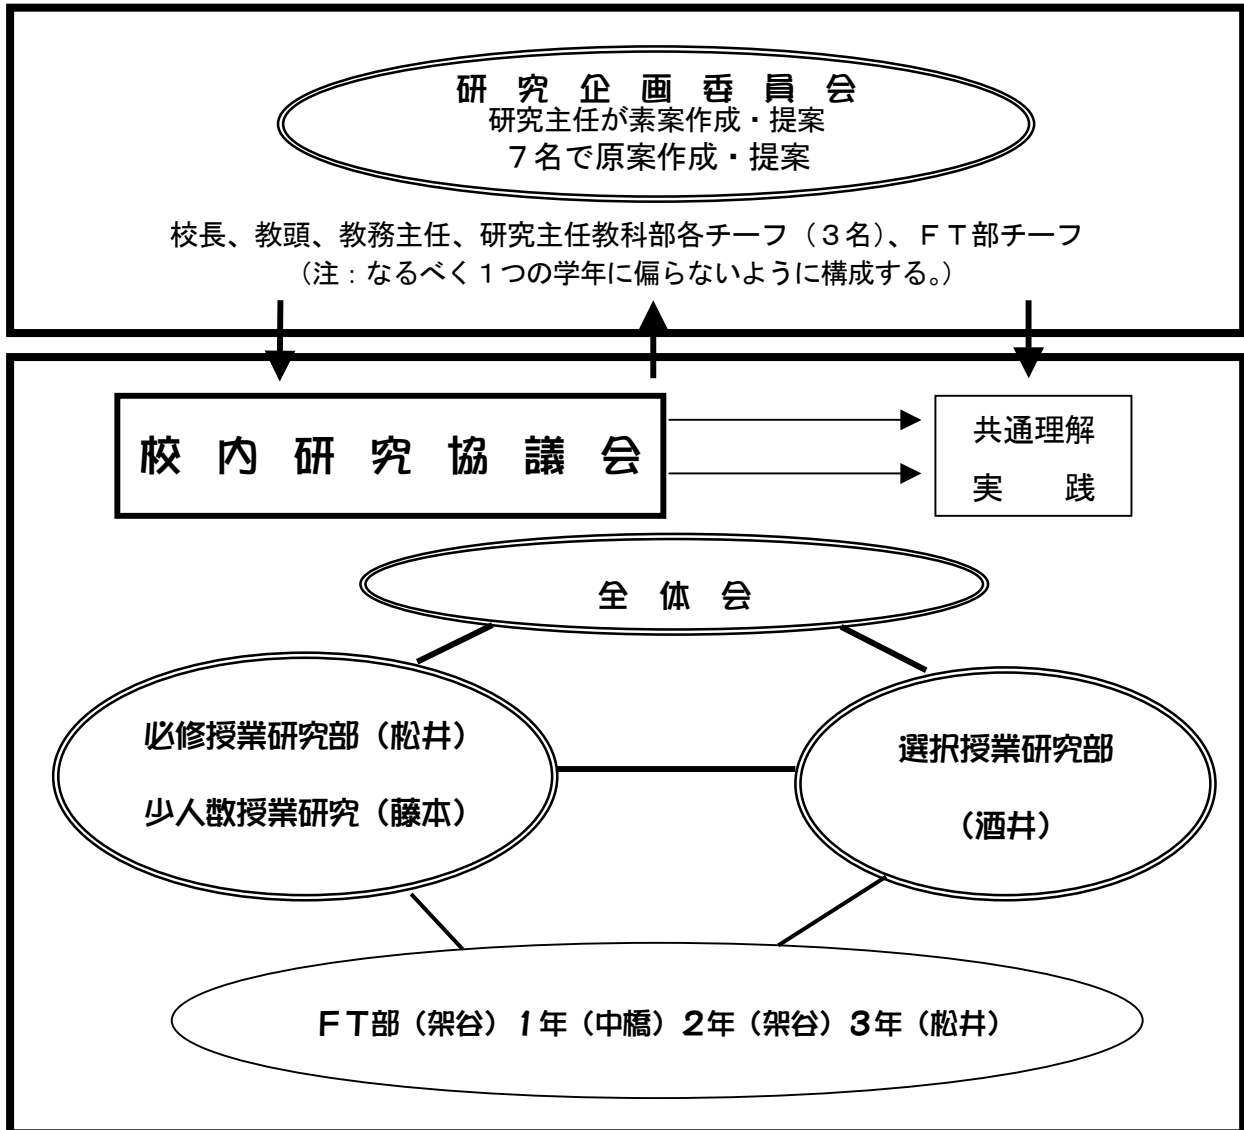 研 究 企 画 委 員 会
研究主任が素案作成・提案
７名で原案作成・提案
校長、教頭、教務主任、研究主任教科部各チーフ（３名）、ＦＴ部チーフ
（注：なるべく１つの学年に偏らないように構成する。）
校 内 研 究 協 議 会
共通理解
実　　践
全 体 会
必修授業研究部（松井）
少人数授業研究（藤本）
選択授業研究部
（酒井）
ＦＴ部（架谷）１年（中橋）２年（架谷）３年（松井）